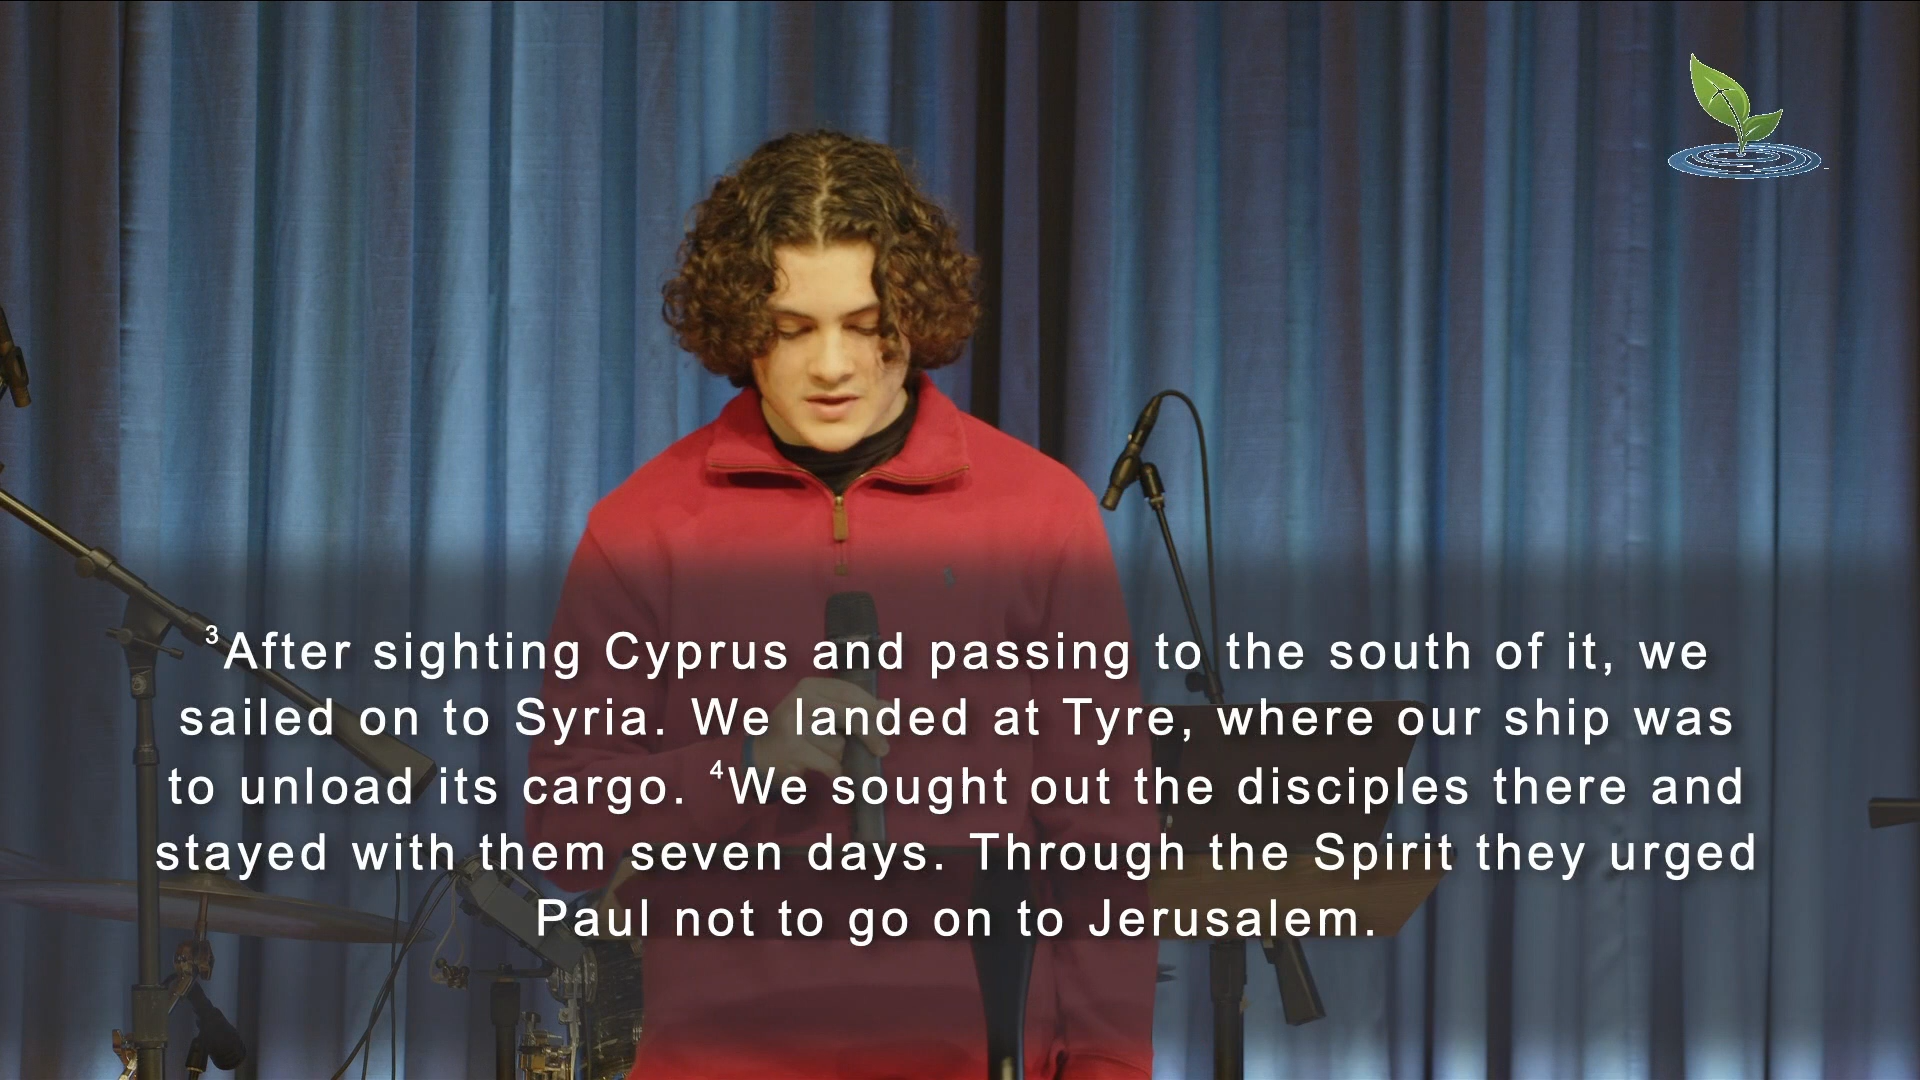 ³After sighting Cyprus and passing to the south of it, we
sailed on to Syria. We landed at Tyre, where our ship was
to unload its cargo. ⁴We sought out the disciples there and
stayed with them seven days. Through the Spirit they urged
Paul not to go on to Jerusalem.